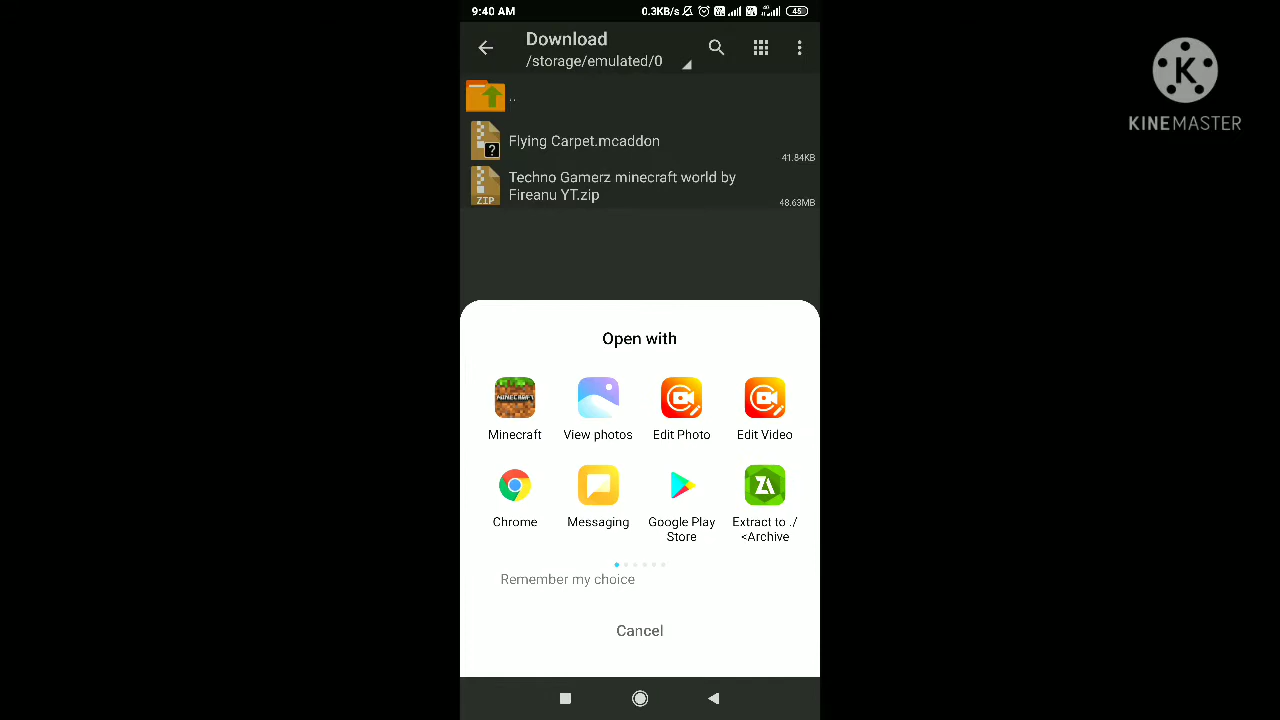 9:40 AM
0.3KB/s
45
Download
/storage/emulated/0
..
Flying Carpet.mcaddon
41.84KB
Techno Gamerz minecraft world by
Fireanu YT.zip
48.63MB
ZIP
KINEMASTER
Open with
MINECRAFT
Minecraft
View photos
Edit Photo
Edit Video
Chrome
Messaging
Google Play
Store
Extract to ./
<Archive
Remember my choice
Cancel